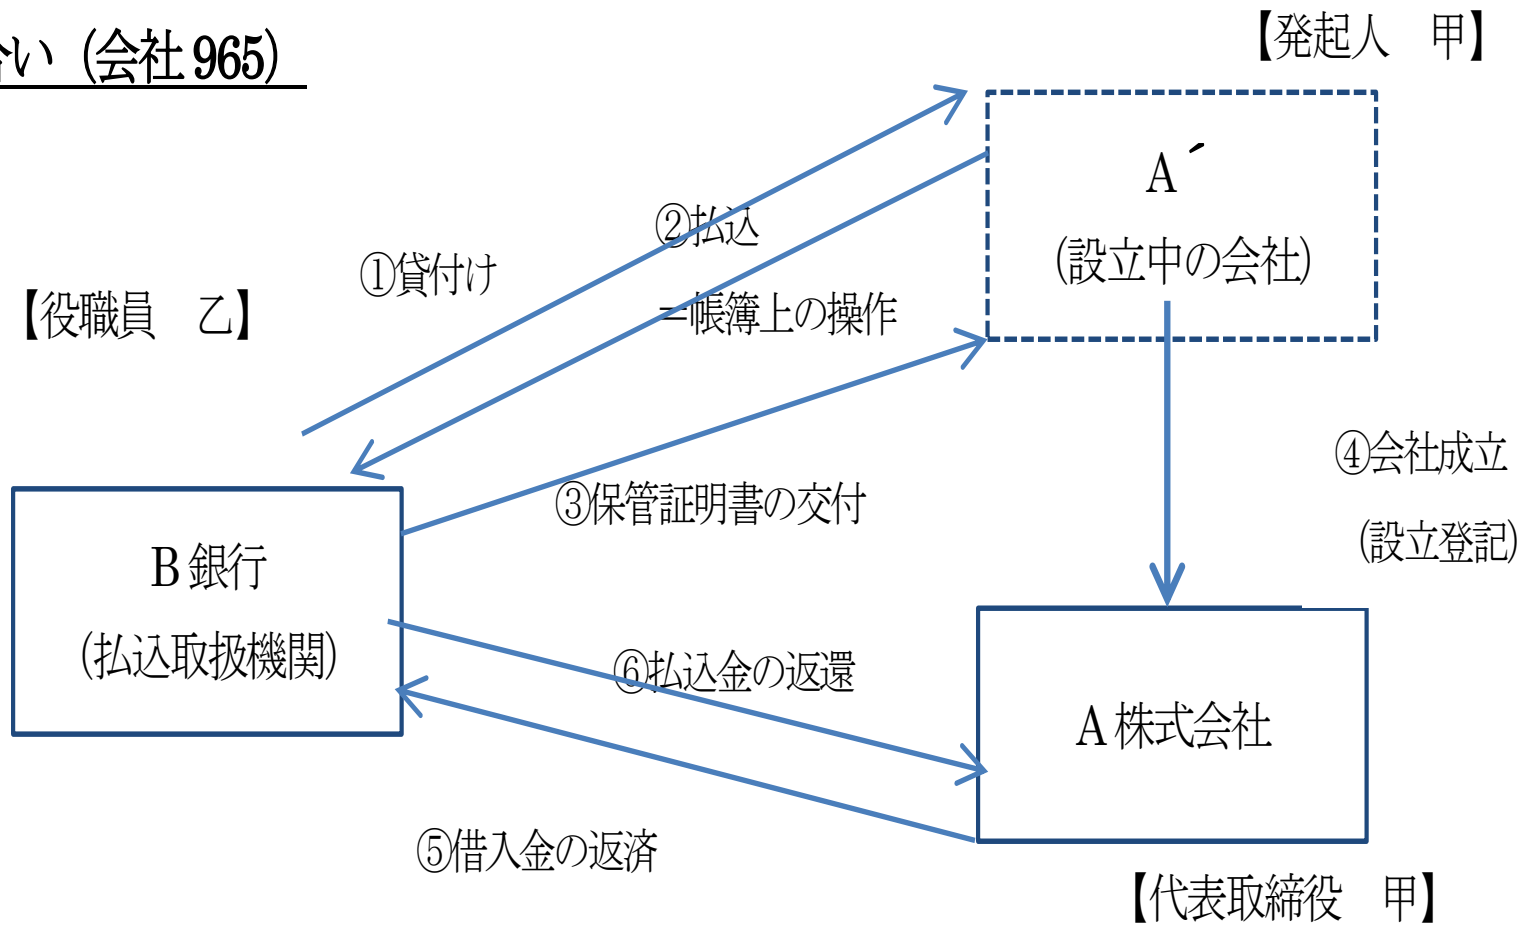 合い（会社965）
【発起人　甲】
A´
(設立中の会社)
②払込
①貸付け
＝帳簿上の操作
【役職員　乙】
④会社成立
(設立登記)
③保管証明書の交付
B銀行
(払込取扱機関)
⑥払込金の返還
A株式会社
⑤借入金の返済
【代表取締役　甲】